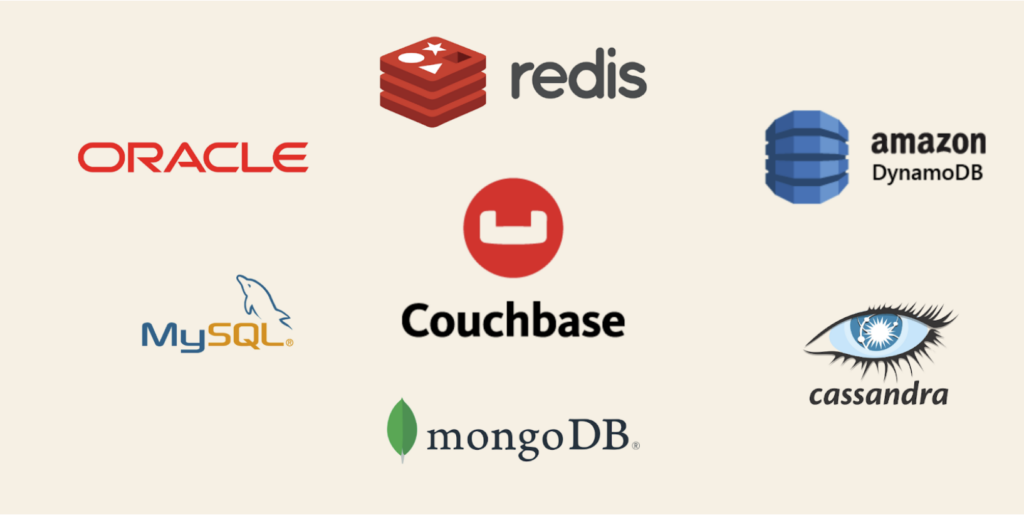 redis
ORACLE
amazon
DynamoDB
Couchbase
MySQL®
cassandra
mongoDB®